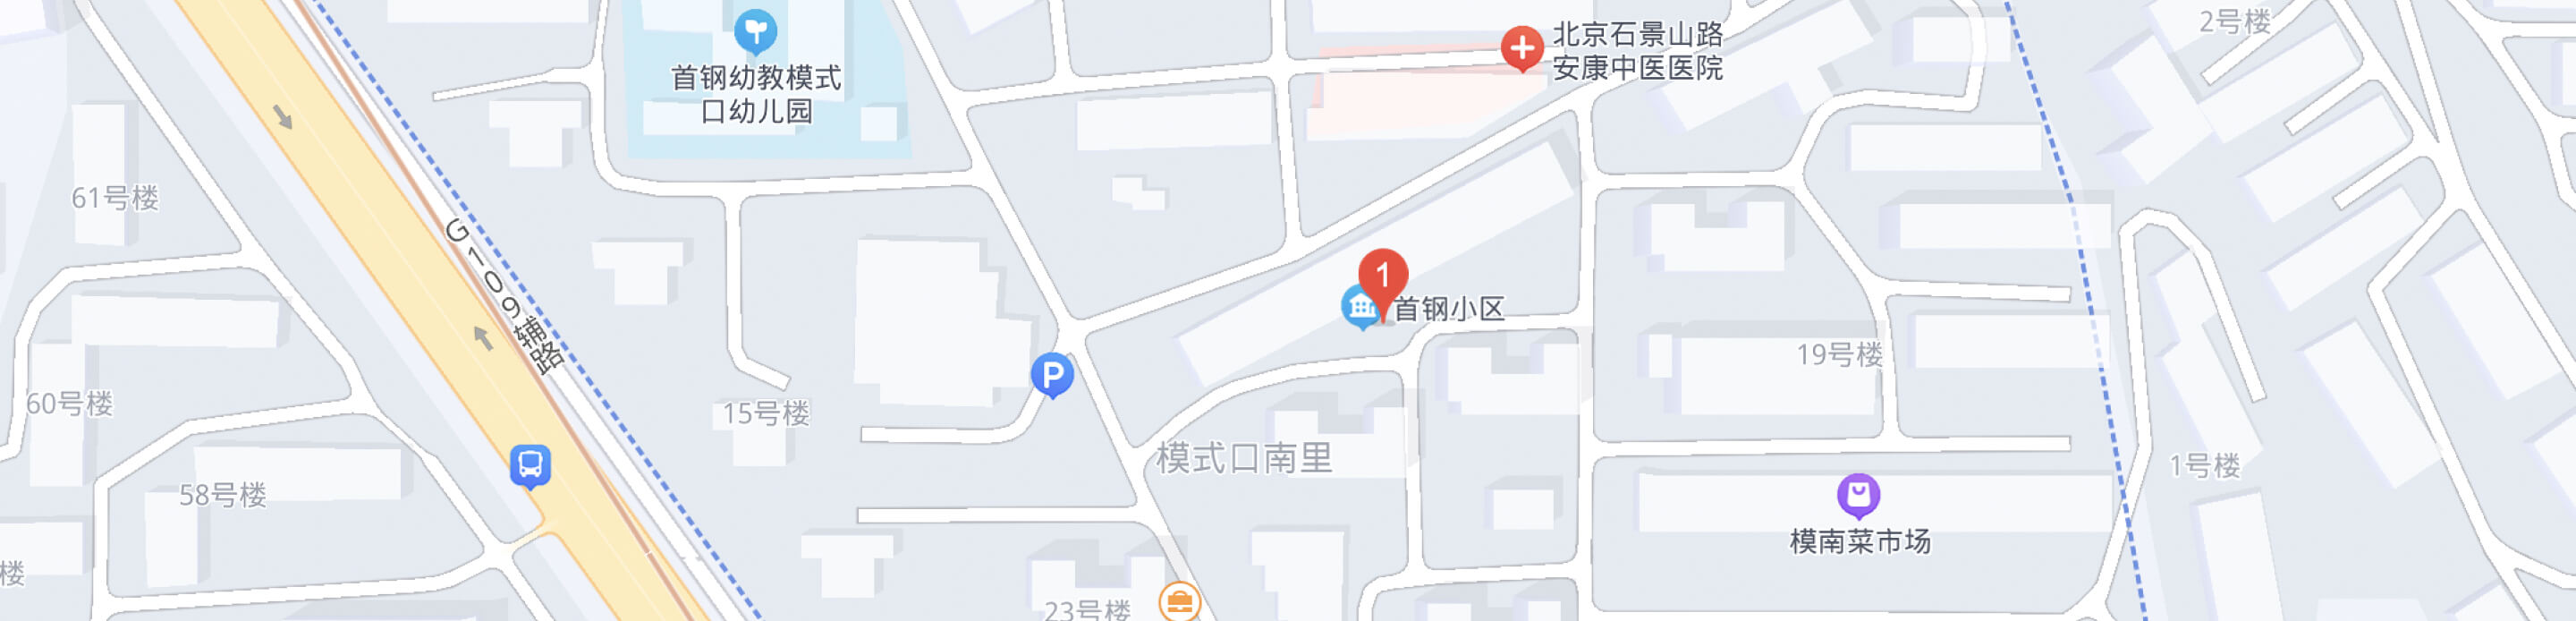 2号楼
北京石景山路
安康中医医院
首钢幼教模式
口幼儿园
61号楼
G109辅路
1
首钢小区
19号楼
60号楼
P
15号楼
模式口南里
1号楼
58号楼
模南菜市场
楼
23号楼